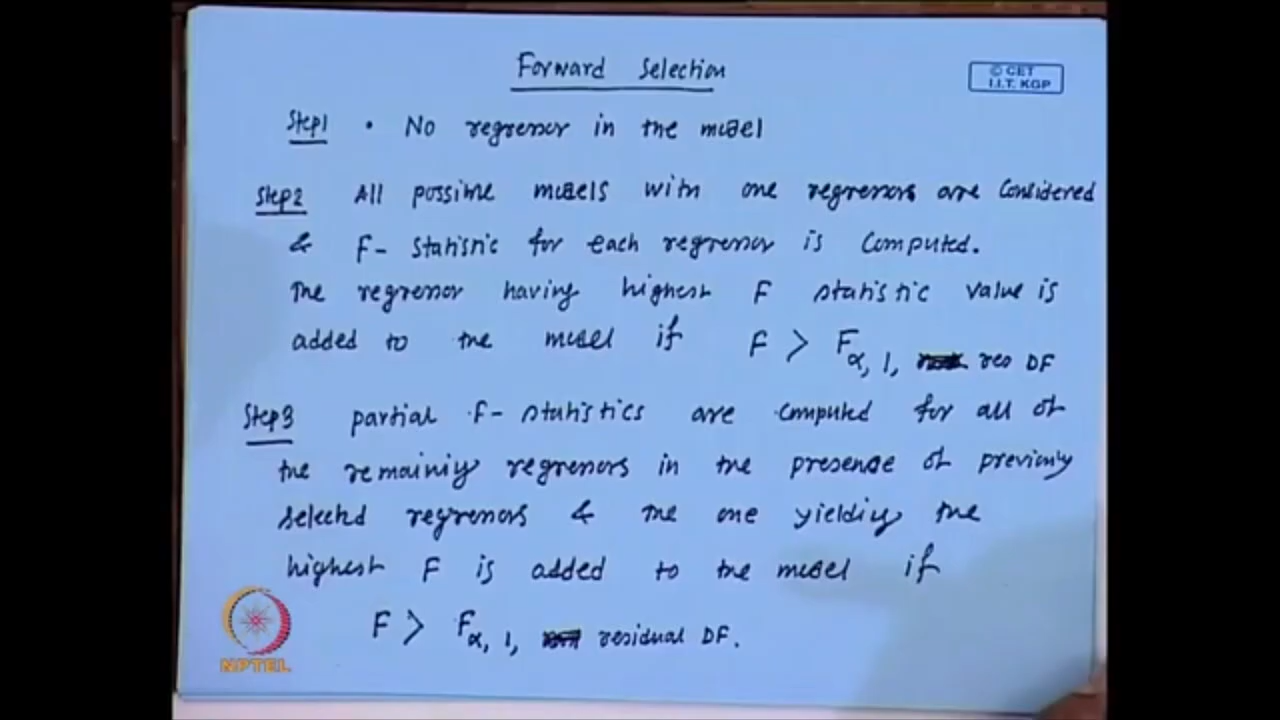 Forward Selection
© CET
I.I.T. KGP
Step1 • No regressor in the model
Step2 All possible models with one regressors are Considered
& F- statistic for each regressor is Computed.
The regressor having highest F statistic value is
added to the model if F > F α, 1, res DF
Step3 partial F- statistics are computed for all of
the remaining regressors in the presence of previously
selected regressors & the one yielding the
highest F is added to the model if
F > F α, 1, residual DF.
NPTEL